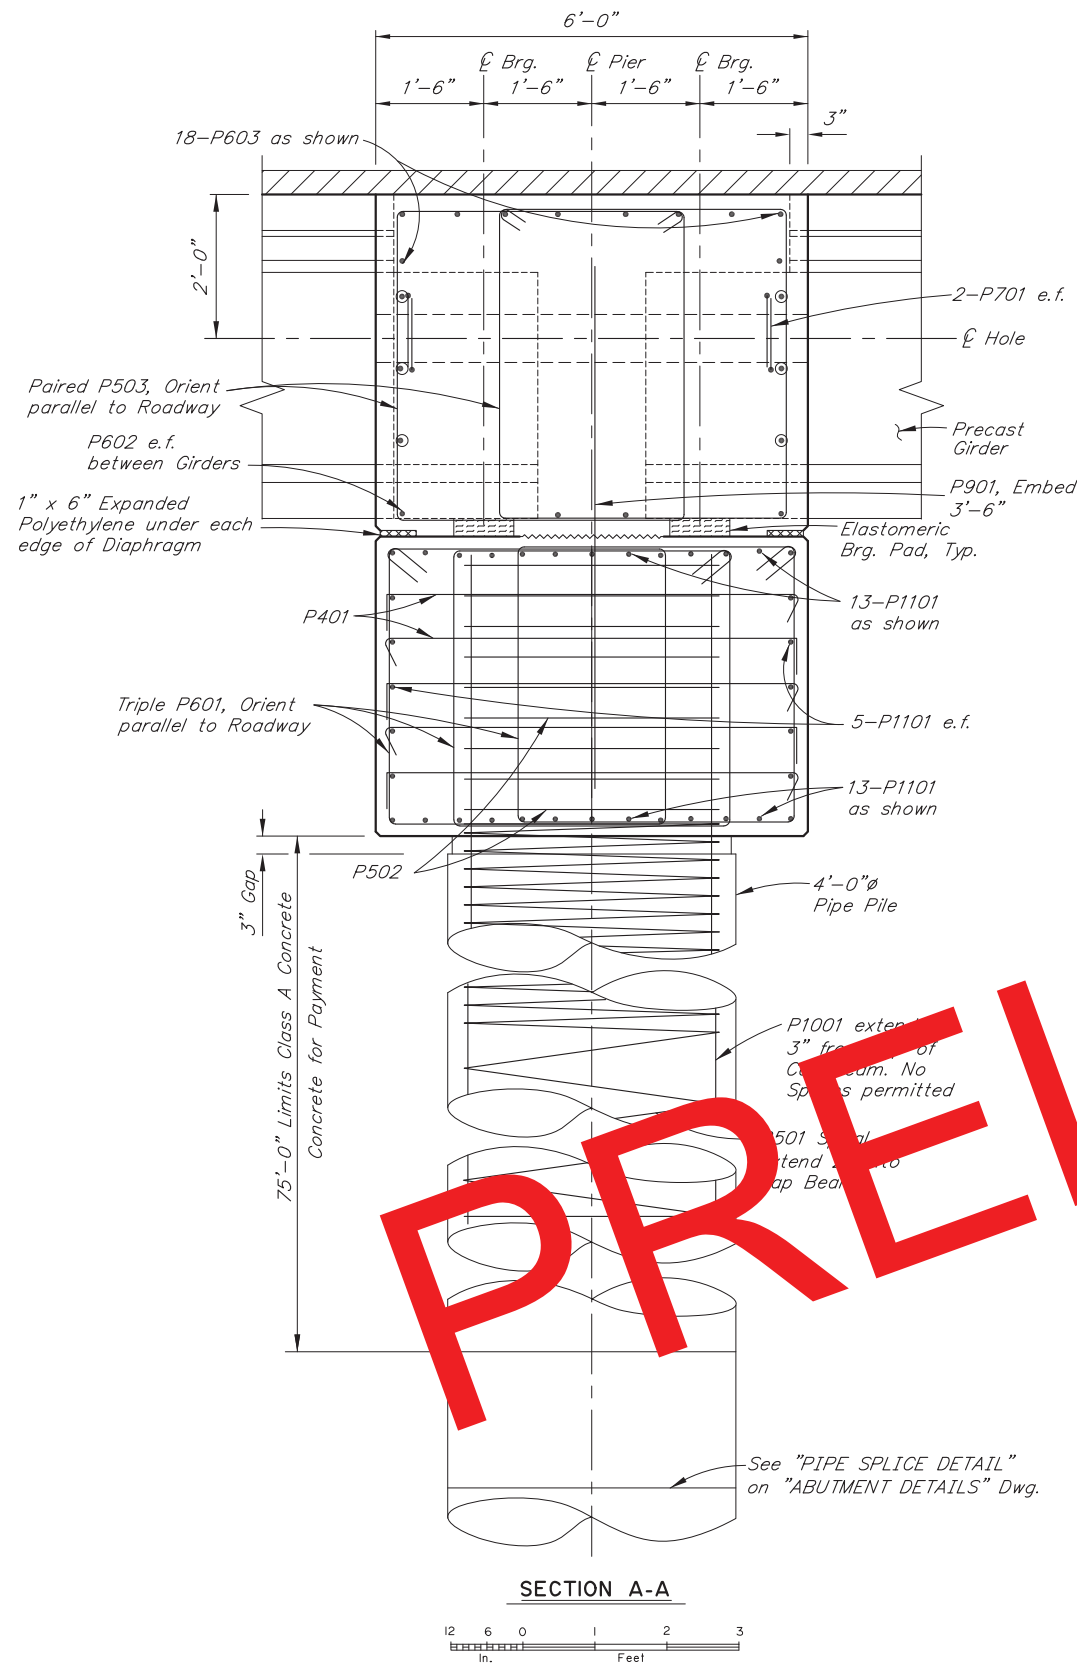 6'-0"
℄ Brg.
℄ Pier
℄ Brg.
1'-6"
1'-6"
1'-6"
1'-6"
3"
18-P603 as shown
2'-0"
2-P701 e.f.
℄ Hole
Paired P503, Orient
parallel to Roadway
P602 e.f.
between Girders
Precast
Girder
1" x 6" Expanded
Polyethylene under each
edge of Diaphragm
P901, Embed
3'-6"
Elastomeric
Brg. Pad, Typ.
P401
13-P1101
as shown
Triple P601, Orient
parallel to Roadway
5-P1101 e.f.
13-P1101
as shown
P502
3" Gap
4'-0"ø
Pipe Pile
75'-0" Limits Class A Concrete
Concrete for Payment
P1001
3" of
No
permitted
See "PIPE SPLICE DETAIL"
on "ABUTMENT DETAILS" Dwg.
PREI
SECTION A-A
12 6 0 1 2 3
In. Feet